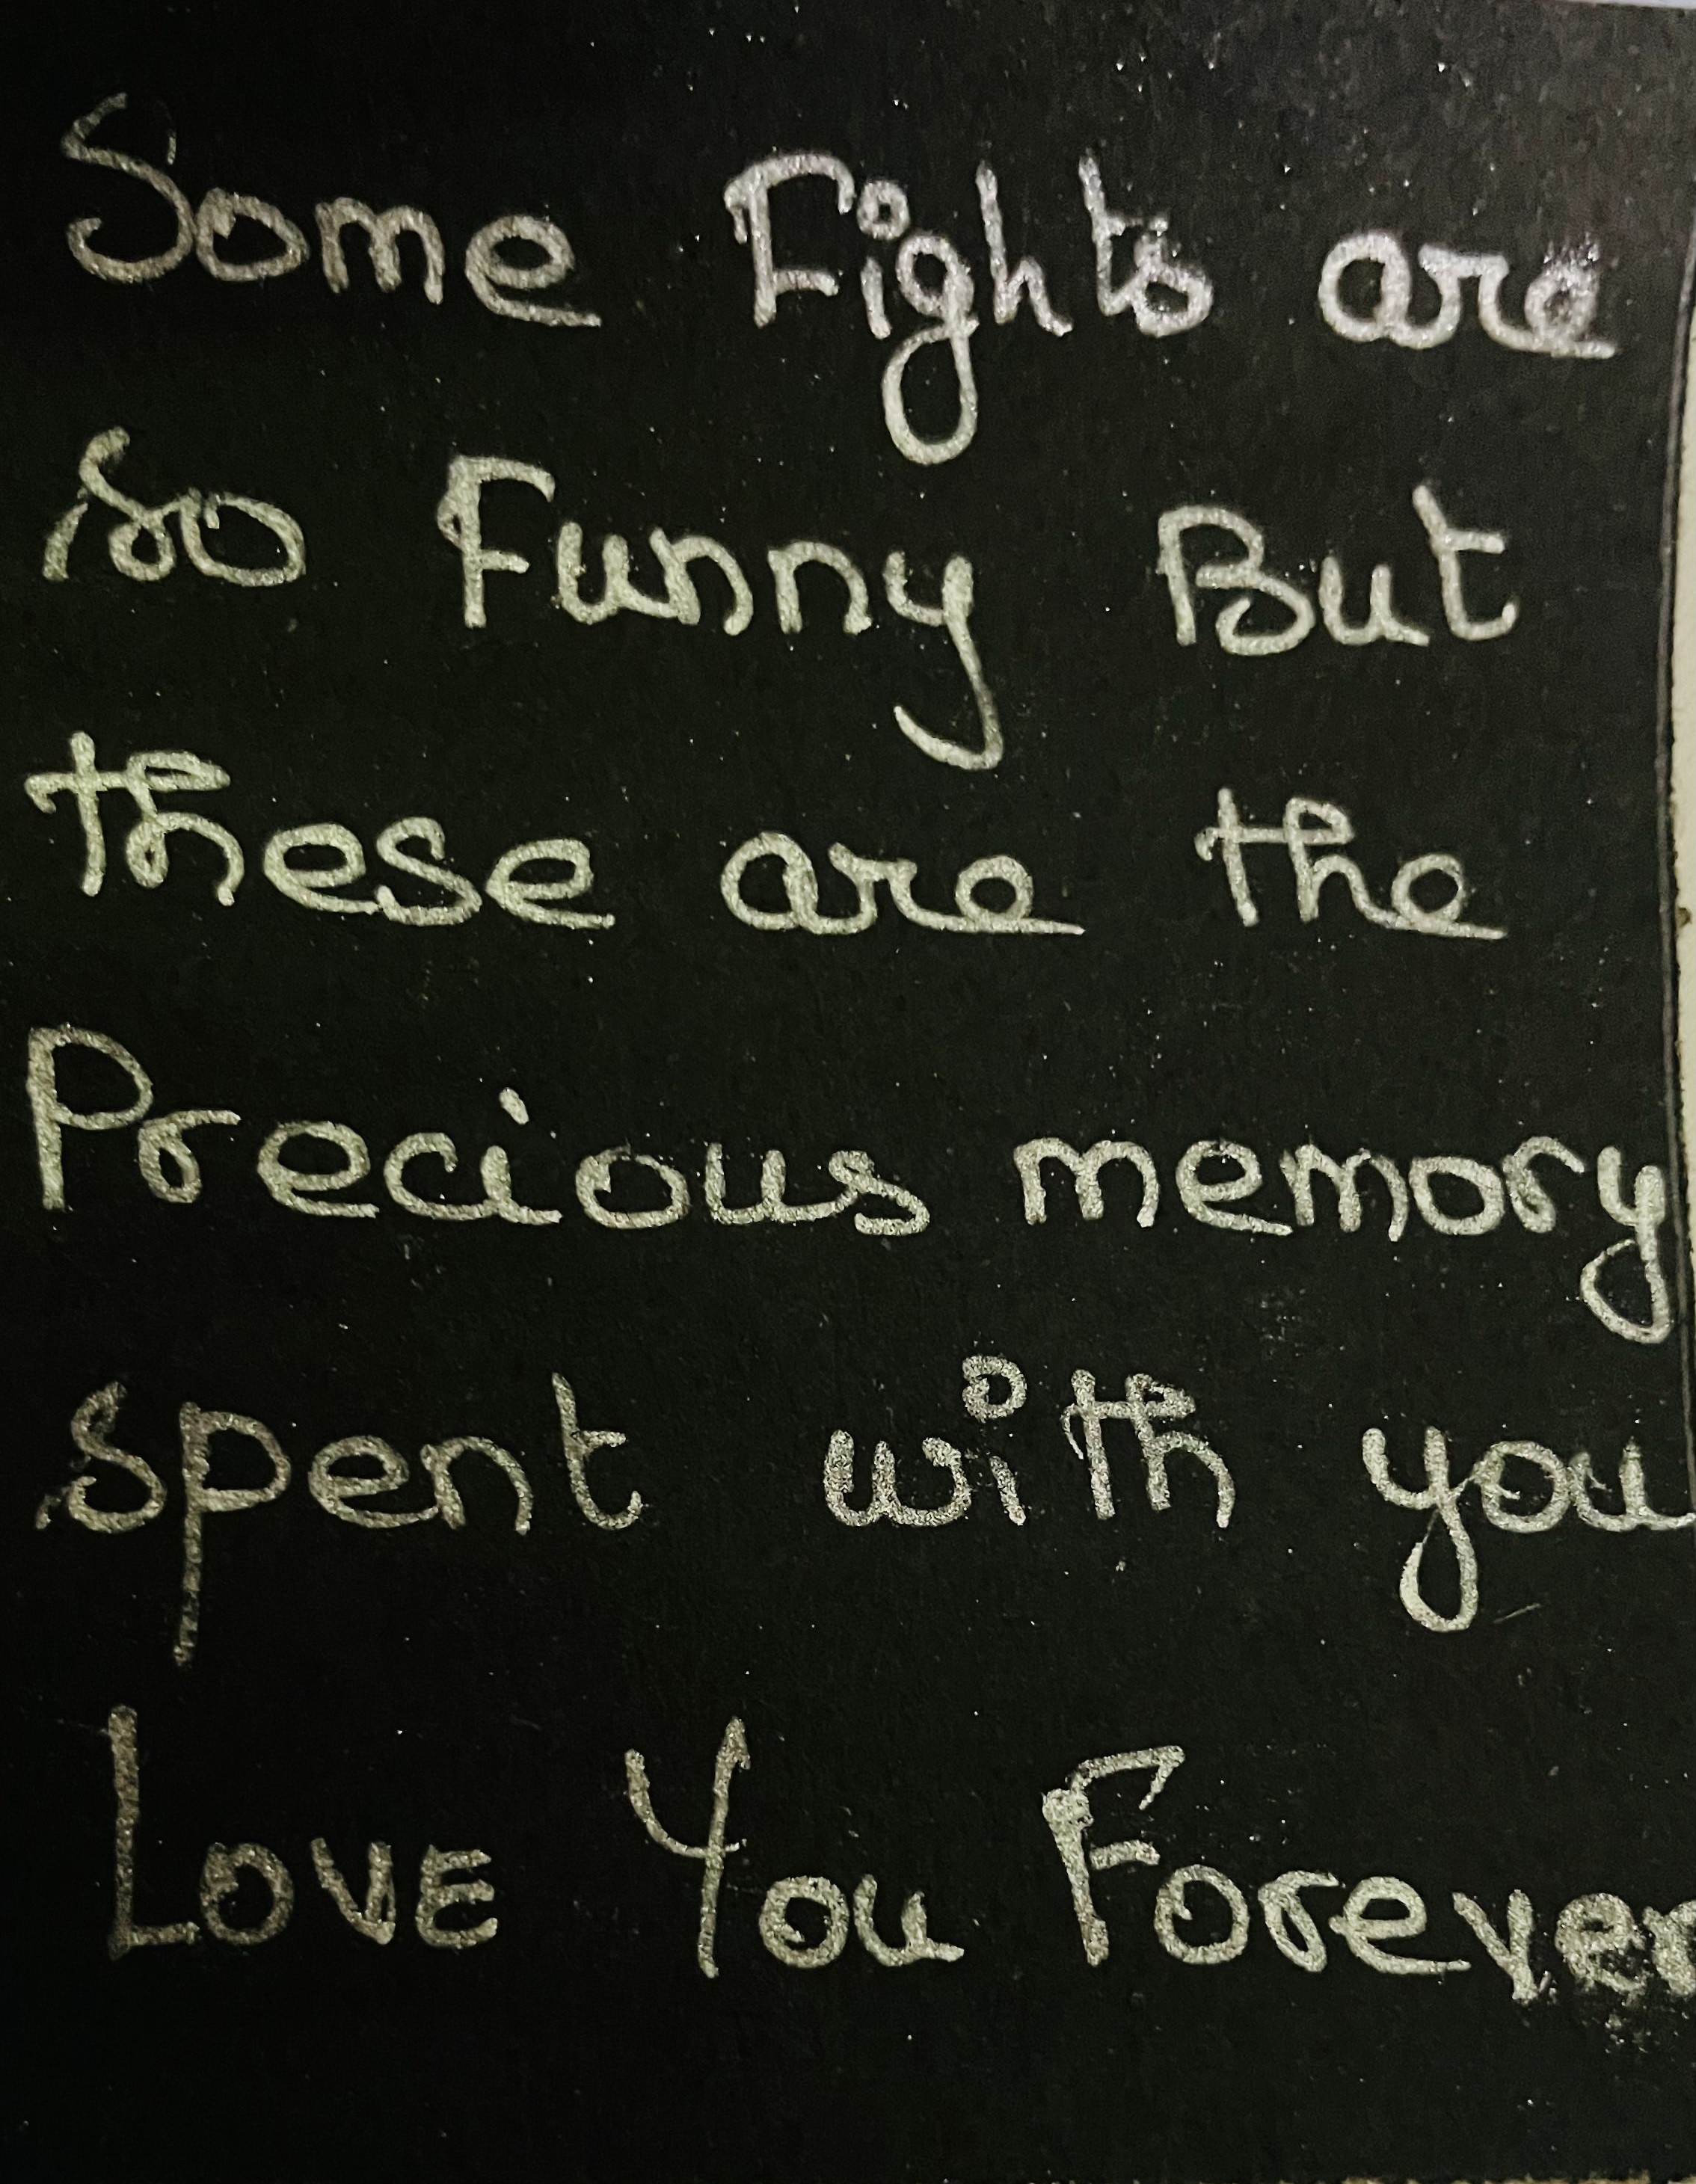 Some Fights are
so Funny But
these are the
Precious memory
spent with you
LOVE You Forever